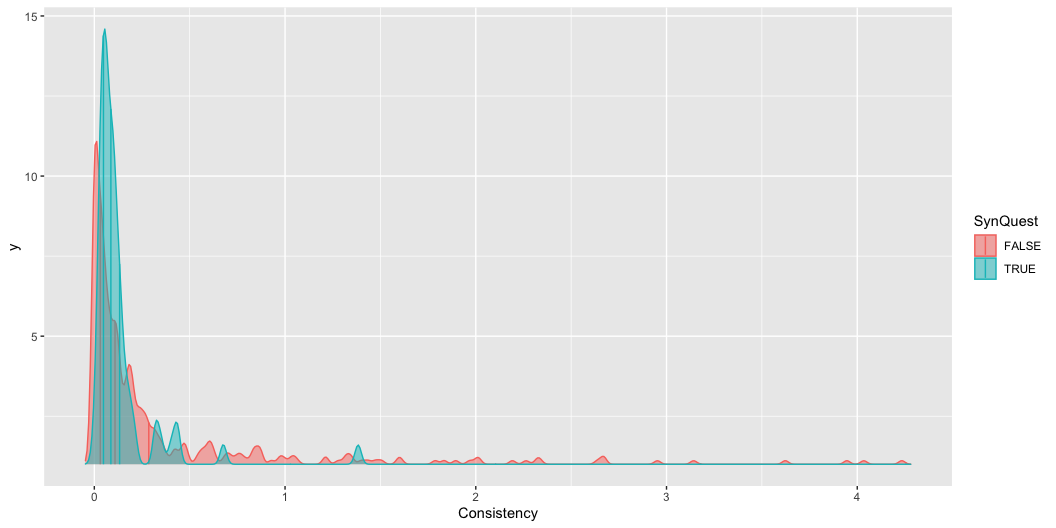 15
10
5
y
0 1 2 3 4
Consistency
SynQuest
FALSE
TRUE